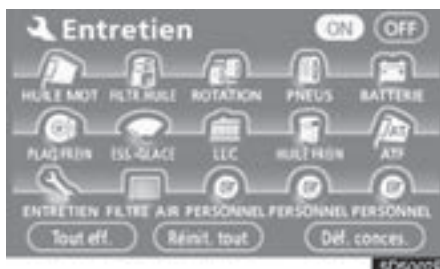 Entretien ON OFF
HUILE MOT FILTR.HUILE ROTATION PNEUS BATTERIE
PLAQ FREIN ESS.-GLACE LLC HUILE FREIN ATF
ENTRETIEN FILTRE AIR PERSONNEL PERSONNEL PERSONNEL
Tout eff. Réinit. tout Déf. conces.